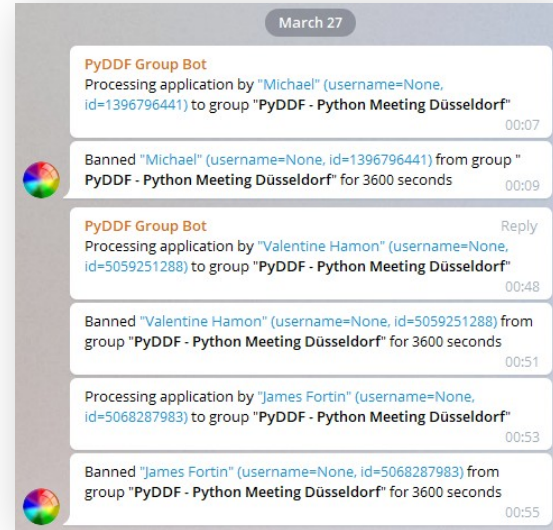 March 27
PyDDF Group Bot
Processing application by "Michael" (username=None,
id=1396796441) to group "PyDDF - Python Meeting Düsseldorf"
00:07
Banned "Michael" (username=None, id=1396796441) from group "
PyDDF - Python Meeting Düsseldorf" for 3600 seconds
00:09
PyDDF Group Bot
Reply
Processing application by "Valentine Hamon" (username=None,
id=5059251288) to group "PyDDF - Python Meeting Düsseldorf"
00:48
Banned "Valentine Hamon" (username=None, id=5059251288) from
group "PyDDF - Python Meeting Düsseldorf" for 3600 seconds
00:51
Processing application by "James Fortin" (username=None,
id=5068287983) to group "PyDDF - Python Meeting Düsseldorf"
00:53
Banned "James Fortin" (username=None, id=5068287983) from
group "PyDDF - Python Meeting Düsseldorf" for 3600 seconds
00:55